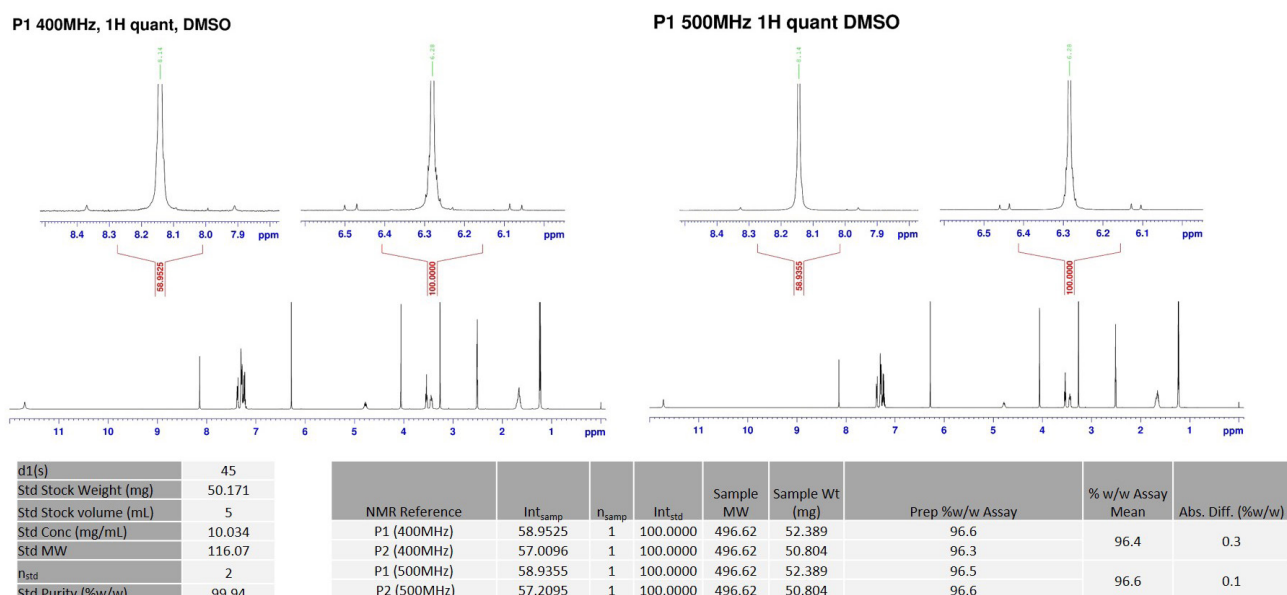 P1 400MHz, 1H quant, DMSO
P1 500MHz 1H quant DMSO
8.14
6.28
8.14
6.28
8.4 8.3 8.2 8.1 8.0 7.9 ppm
6.5 6.4 6.3 6.2 6.1 ppm
8.4 8.3 8.2 8.1 8.0 7.9 ppm
6.5 6.4 6.3 6.2 6.1 ppm
58.9525
100.0000
58.9355
100.0000
11 10 9 8 7 6 5 4 3 2 1 ppm
11 10 9 8 7 6 5 4 3 2 1 ppm
d1(s) 45
Std Stock Weight (mg) 50.171
Std Stock volume (mL) 5
Std Conc (mg/mL) 10.034
Std MW 116.07
nstd 2
Std Purity (%w/w) 99.94
NMR Reference Intsamp nsamp Intstd Sample MW Sample Wt (mg) Prep %w/w Assay % w/w Assay Mean Abs. Diff. (%w/w)
P1 (400MHz) 58.9525 1 100.0000 496.62 52.389 96.6 96.4 0.3
P2 (400MHz) 57.0096 1 100.0000 496.62 50.804 96.3
P1 (500MHz) 58.9355 1 100.0000 496.62 52.389 96.5 96.6 0.1
P2 (500MHz) 57.2095 1 100.0000 496.62 50.804 96.6